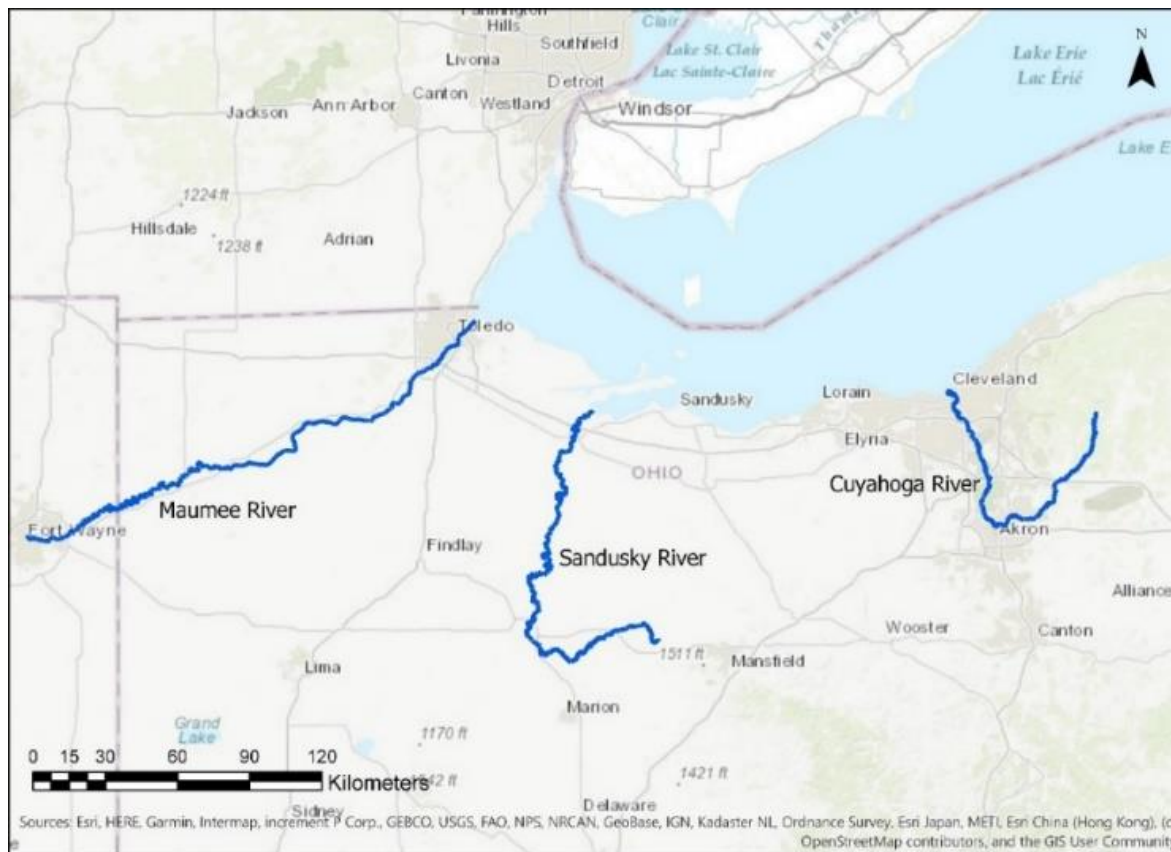 Hills
Southfield
Clair
Lake St. Clair
Lac Sainte-Claire
Lake Erie
Lac Érié
N
Livonia
Detroit
Canton
Westland
Jackson
Ann Arbor
Windsor
Lake E
1224 ft
Hillsdale
1238 ft
Adrian
Toledo
Cleveland
Sandusky
Lorain
Elyria
OHIO
Cuyahoga River
Maumee River
Fort Wayne
Akron
Findlay
Sandusky River
Alliance
Wooster
Canton
1511 ft
Mansfield
Lima
Marion
Grand
Lake
1170 ft
0 15 30 60 90 120
Kilometers
1421 ft
Sidney
Delaware
Sources: Esri, HERE, Garmin, Intermap, increment P Corp., GEBCO, USGS, FAO, NPS, NRCAN, GeoBase, IGN, Kadaster NL, Ordnance Survey, Esri Japan, METI, Esri China (Hong Kong), (c
OpenStreetMap contributors, and the GIS User Community